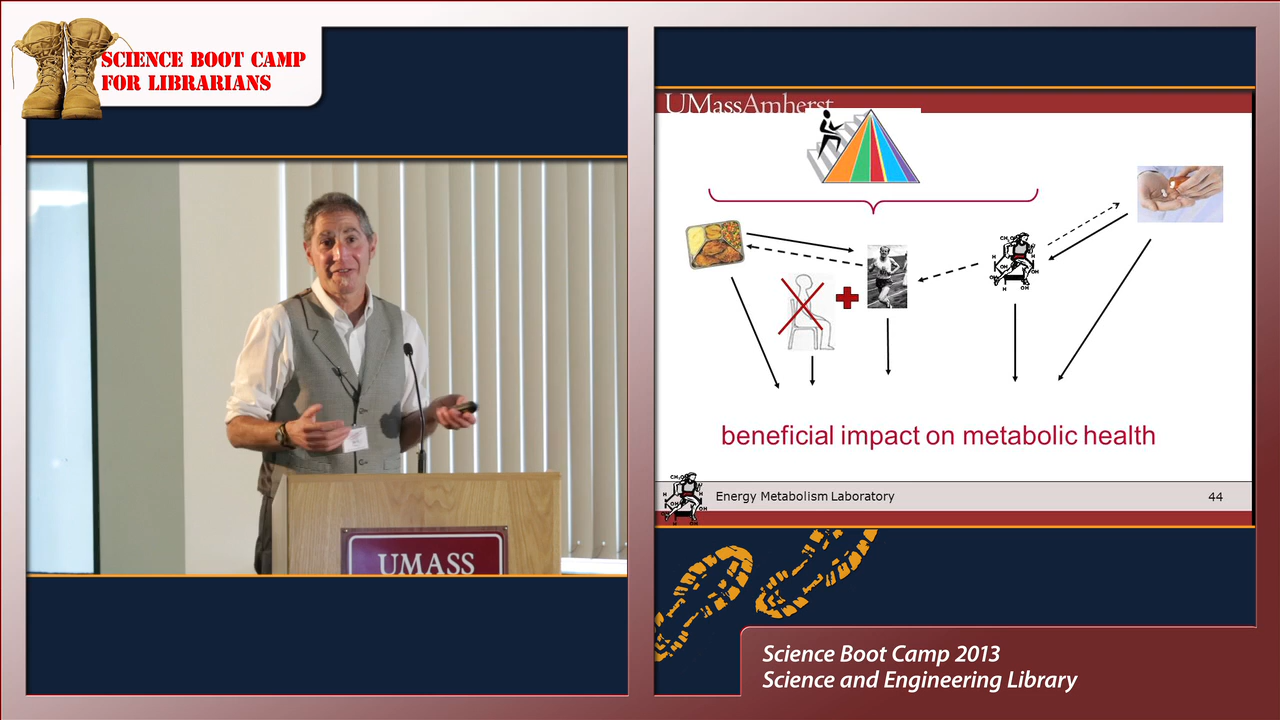 SCIENCE BOOT CAMP
FOR LIBRARIANS
UMASS
UMassAmherst
beneficial impact on metabolic health
Energy Metabolism Laboratory
44
Science Boot Camp 2013
Science and Engineering Library